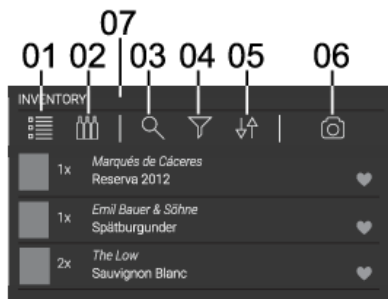 07
01 02 03 04 05 06
INVENTORY
1x Marqués de Cáceres
Reserva 2012
1x Emil Bauer & Söhne
Spätburgunder
2x The Low
Sauvignon Blanc